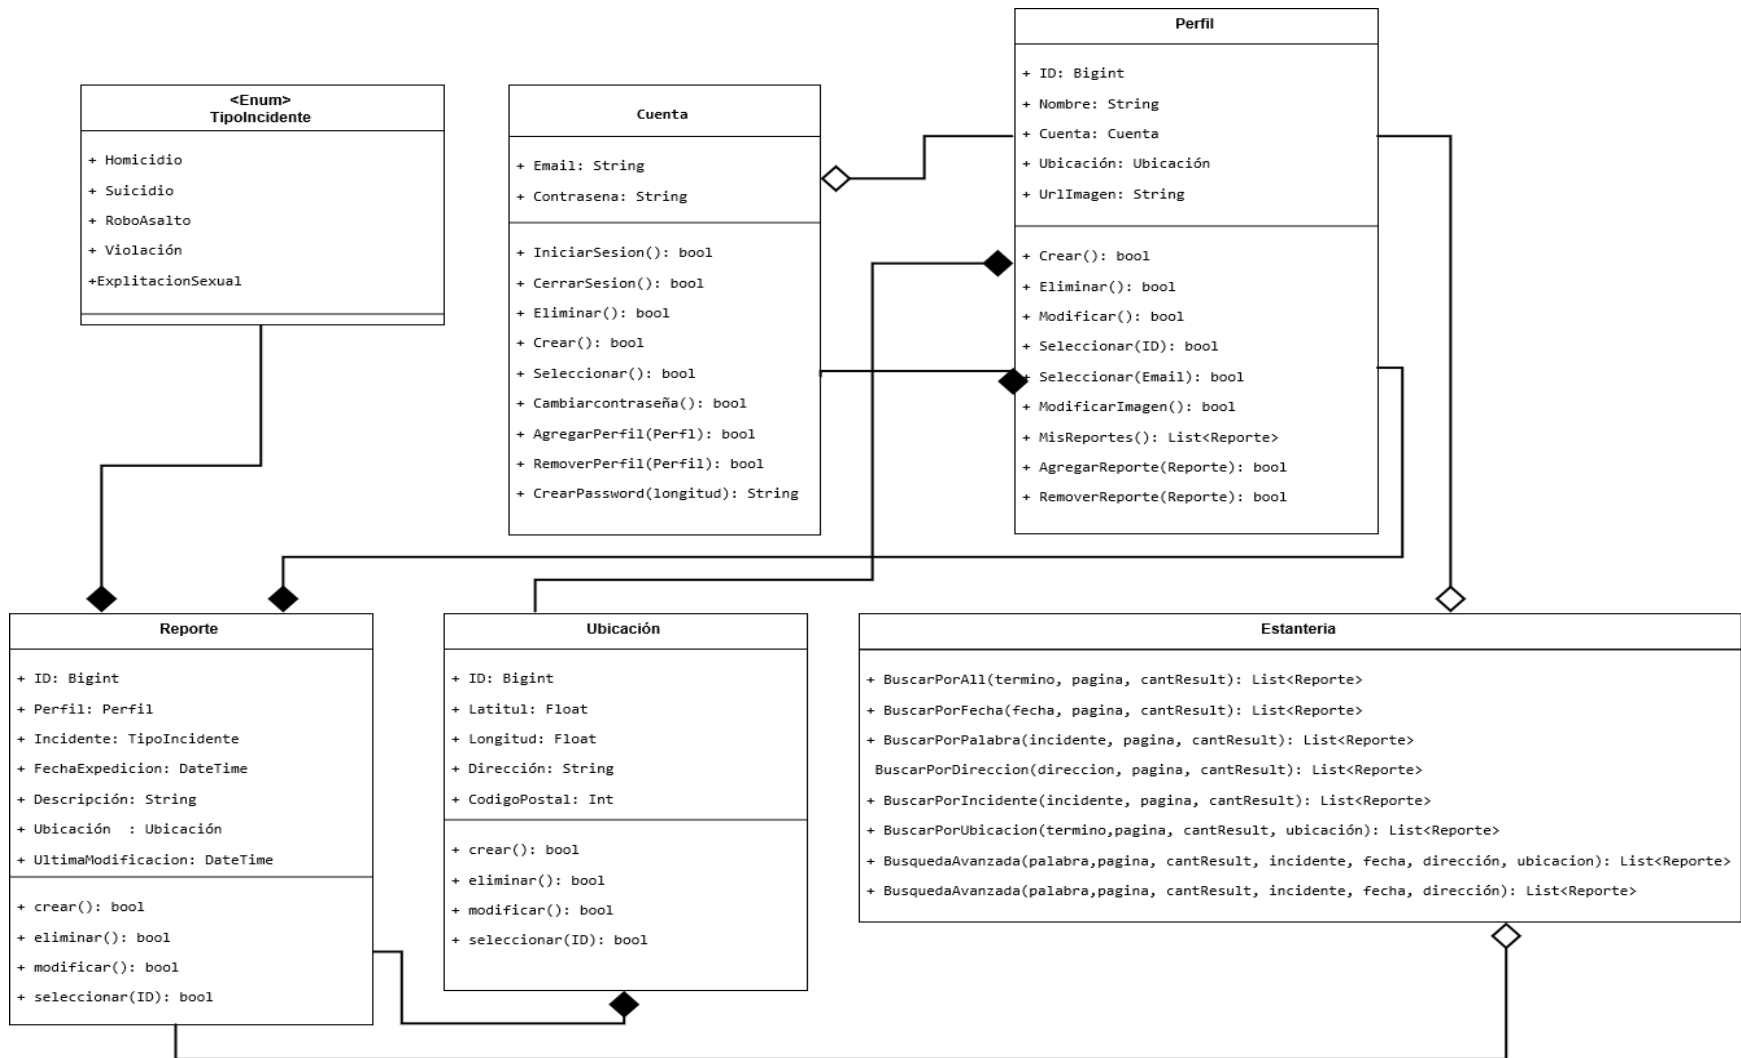 <Enum>
TipoIncidente
+ Homicidio
+ Suicidio
+ RoboAsalto
+ Violación
+ExplitacionSexual
Cuenta
+ Email: String
+ Contrasena: String
+ IniciarSesion(): bool
+ CerrarSesion(): bool
+ Eliminar(): bool
+ Crear(): bool
+ Seleccionar(): bool
+ Cambiarcontraseña(): bool
+ AgregarPerfil(Perfl): bool
+ RemoverPerfil(Perfil): bool
+ CrearPassword(longitud): String
Perfil
+ ID: Bigint
+ Nombre: String
+ Cuenta: Cuenta
+ Ubicación: Ubicación
+ UrlImagen: String
+ Crear(): bool
+ Eliminar(): bool
+ Modificar(): bool
+ Seleccionar(ID): bool
+ Seleccionar(Email): bool
+ ModificarImagen(): bool
+ MisReportes(): List<Reporte>
+ AgregarReporte(Reporte): bool
+ RemoverReporte(Reporte): bool
Reporte
+ ID: Bigint
+ Perfil: Perfil
+ Incidente: TipoIncidente
+ FechaExpedicion: DateTime
+ Descripción: String
+ Ubicación  : Ubicación
+ UltimaModificacion: DateTime
+ crear(): bool
+ eliminar(): bool
+ modificar(): bool
+ seleccionar(ID): bool
Ubicación
+ ID: Bigint
+ Latitul: Float
+ Longitud: Float
+ Dirección: String
+ CodigoPostal: Int
+ crear(): bool
+ eliminar(): bool
+ modificar(): bool
+ seleccionar(ID): bool
Estanteria
+ BuscarPorAll(termino, pagina, cantResult): List<Reporte>
+ BuscarPorFecha(fecha, pagina, cantResult): List<Reporte>
+ BuscarPorPalabra(incidente, pagina, cantResult): List<Reporte>
BuscarPorDireccion(direccion, pagina, cantResult): List<Reporte>
+ BuscarPorIncidente(incidente, pagina, cantResult): List<Reporte>
+ BuscarPorUbicacion(termino,pagina, cantResult, ubicación): List<Reporte>
+ BusquedaAvanzada(palabra,pagina, cantResult, incidente, fecha, dirección, ubicacion): List<Reporte>
+ BusquedaAvanzada(palabra,pagina, cantResult, incidente, fecha, dirección): List<Reporte>